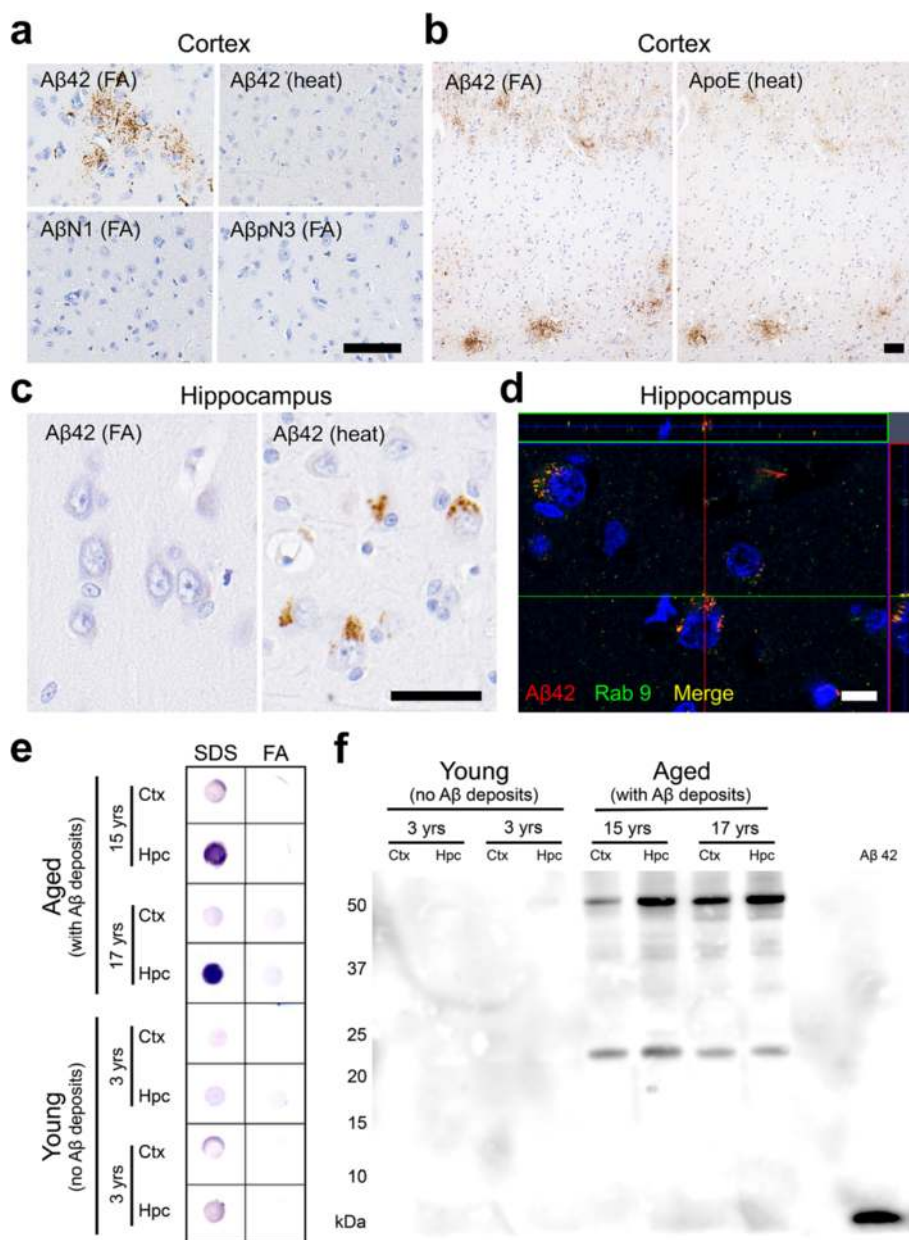 a
Cortex
Aβ42 (FA)
Aβ42 (heat)
AβN1 (FA)
AβpN3 (FA)
b
Cortex
Aβ42 (FA)
ApoE (heat)
c
Hippocampus
Aβ42 (FA)
Aβ42 (heat)
d
Hippocampus
Aβ42 Rab 9 Merge
e
SDS FA
Aged
(with Aβ deposits)
15 yrs
Ctx
Hpc
17 yrs
Ctx
Hpc
Young
(no Aβ deposits)
3 yrs
Ctx
Hpc
3 yrs
Ctx
Hpc
f
Young Aged
(no Aβ deposits) (with Aβ deposits)
3 yrs 3 yrs 15 yrs 17 yrs
Ctx Hpc Ctx Hpc Ctx Hpc Ctx Hpc Aβ 42
50
37
25
20
15
10
kDa